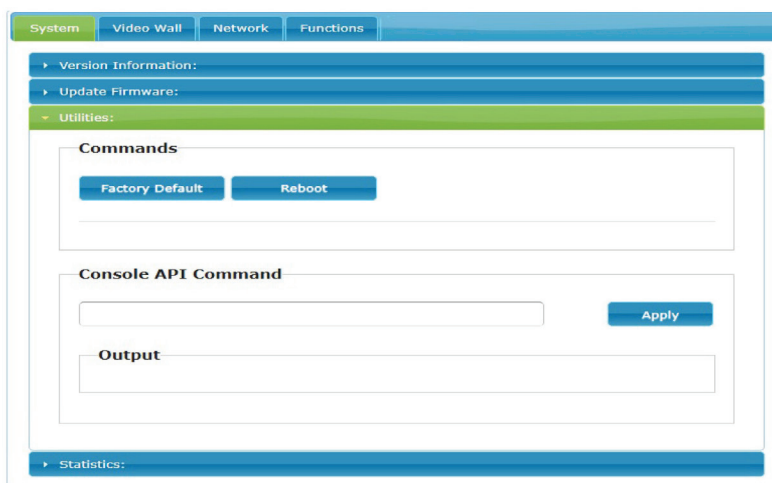 System Video Wall Network Functions
Version Information:
Update Firmware:
Utilities:
Commands
Factory Default Reboot
Console API Command
Apply
Output
Statistics: